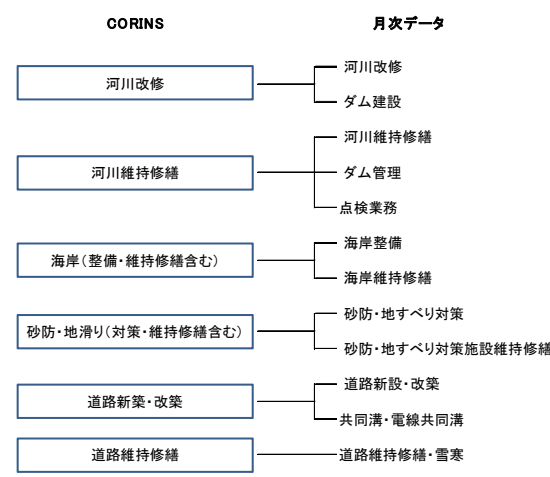 CORINS 月次データ
河川改修
河川改修
ダム建設
河川維持修繕
河川維持修繕
ダム管理
点検業務
海岸(整備・維持修繕含む)
海岸整備
海岸維持修繕
砂防・地滑り(対策・維持修繕含む)
砂防・地すべり対策
砂防・地すべり対策施設維持修繕
道路新築・改築
道路新設・改築
共同溝・電線共同溝
道路維持修繕
道路維持修繕・雪寒